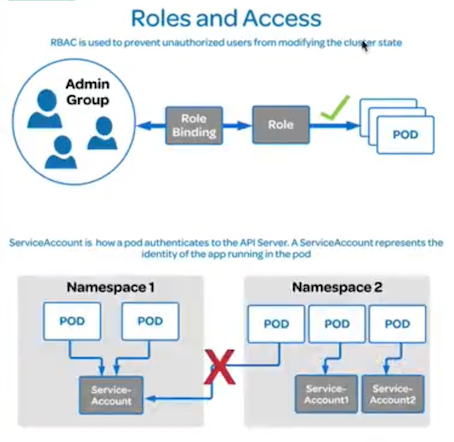 Roles and Access
RBAC is used to prevent unauthorized users from modifying the cluster state
Admin
Group
Role
Binding
Role
POD
ServiceAccount is how a pod authenticates to the API Server. A ServiceAccount represents the
identity of the app running in the pod
Namespace 1
Namespace 2
POD
POD
POD
POD
POD
Service-
Account
Service-
Account1
Service-
Account2